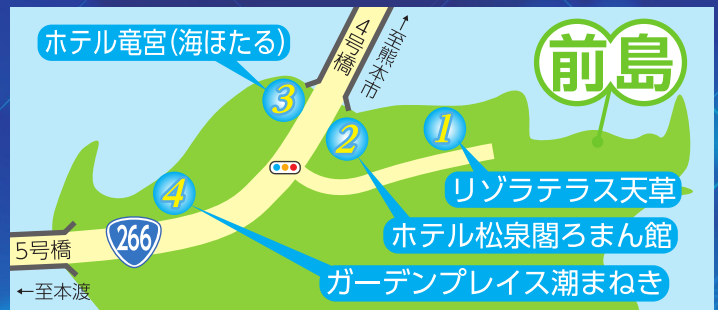 ホテル竜宮(海ほたる)
4号橋
↑至熊本市
前島
3
2
1
リゾラテラス天草
4
ホテル松泉閣ろまん館
266
5号橋
ガーデンプレイス潮まねき
←至本渡